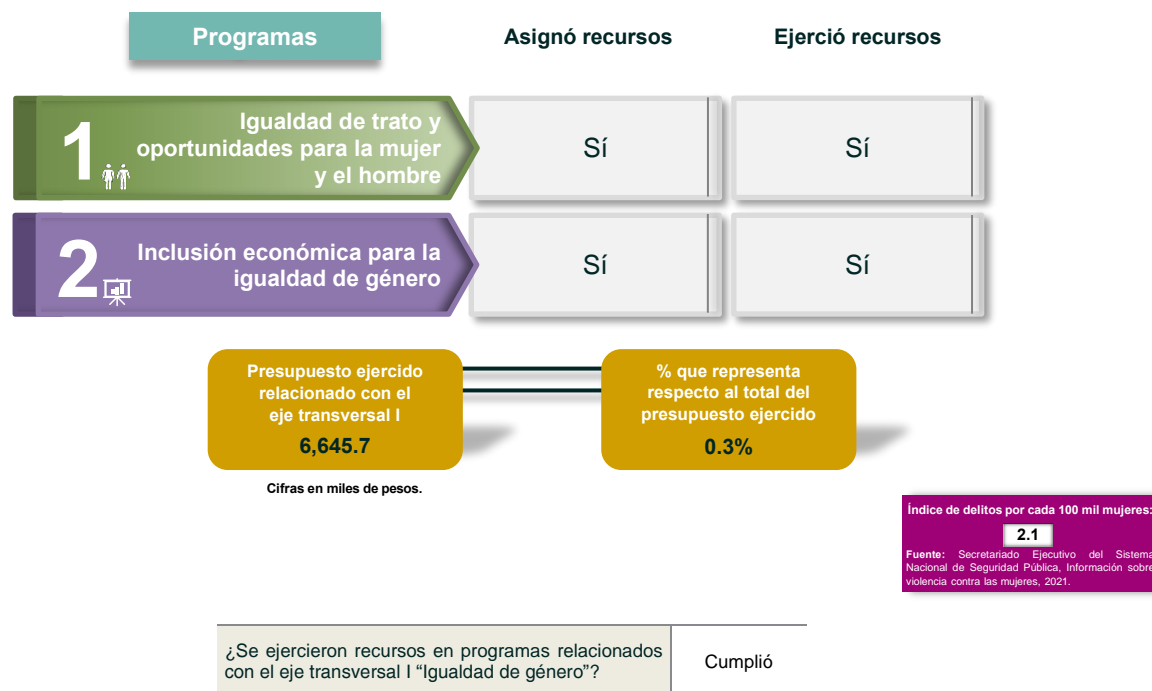 Programas
Asignó recursos
Ejerció recursos
1
Igualdad de trato y
oportunidades para la mujer
y el hombre
Sí
Sí
2
Inclusión económica para la
igualdad de género
Sí
Sí
Presupuesto ejercido
relacionado con el
eje transversal I
6,645.7
% que representa
respecto al total del
presupuesto ejercido
0.3%
Cifras en miles de pesos.
Índice de delitos por cada 100 mil mujeres:
2.1
Fuente: Secretariado Ejecutivo del Sistema
Nacional de Seguridad Pública, Información sobre
violencia contra las mujeres, 2021.
¿Se ejercieron recursos en programas relacionados
con el eje transversal I “Igualdad de género”?
Cumplió